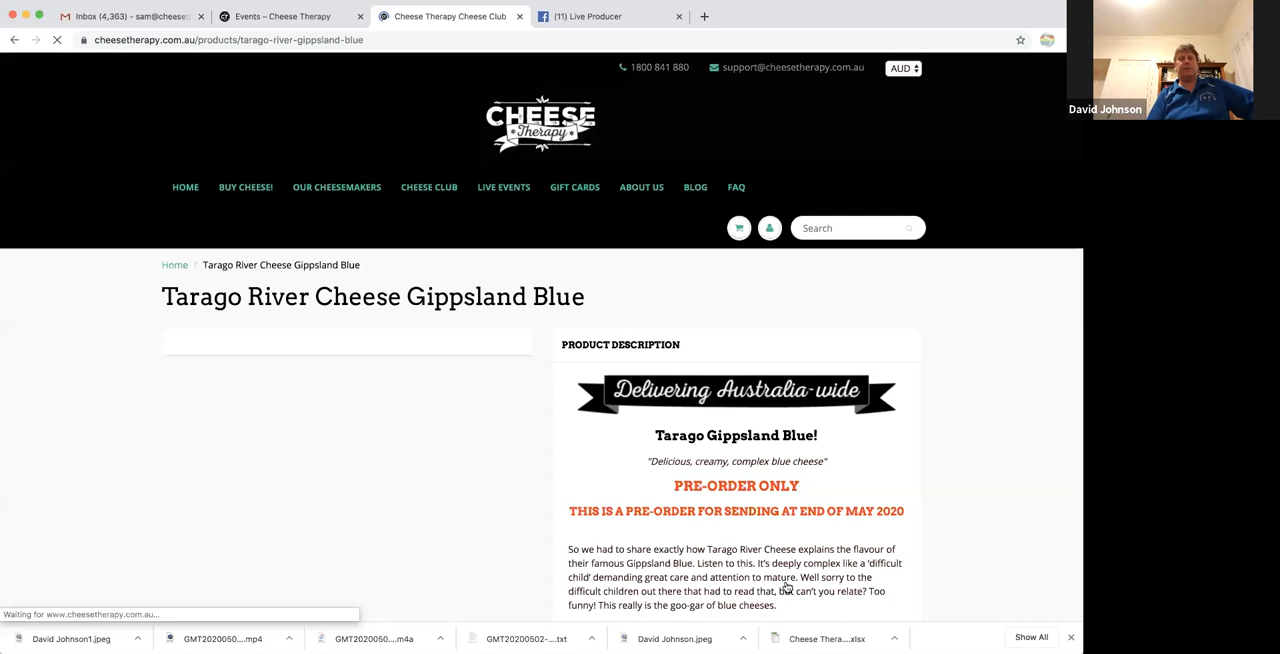 Inbox (4,363) - sam@cheeset
Events – Cheese Therapy
Cheese Therapy Cheese Club
(11) Live Producer
cheesetherapy.com.au/products/tarago-river-gippsland-blue
David Johnson
1800 841 880
support@cheesetherapy.com.au
AUD
CHEESE
Therapy
HOME
BUY CHEESE!
OUR CHEESEMAKERS
CHEESE CLUB
LIVE EVENTS
GIFT CARDS
ABOUT US
BLOG
FAQ
Search
Home / Tarago River Cheese Gippsland Blue
Tarago River Cheese Gippsland Blue
PRODUCT DESCRIPTION
Delivering Australia-wide
Tarago Gippsland Blue!
"Delicious, creamy, complex blue cheese"
PRE-ORDER ONLY
THIS IS A PRE-ORDER FOR SENDING AT END OF MAY 2020
So we had to share exactly how Tarago River Cheese explains the flavour of
their famous Gippsland Blue. Listen to this. It's deeply complex like a 'difficult
child' demanding great care and attention to mature. Well sorry to the
difficult children out there that had to read that, but can't you relate? Too
funny! This really is the goo-gar of blue cheeses.
Waiting for www.cheesetherapy.com.au...
David Johnson1.jpeg
GMT2020050....mp4
GMT2020050....m4a
GMT20200502-....txt
David Johnson.jpeg
Cheese Thera....xlsx
Show All